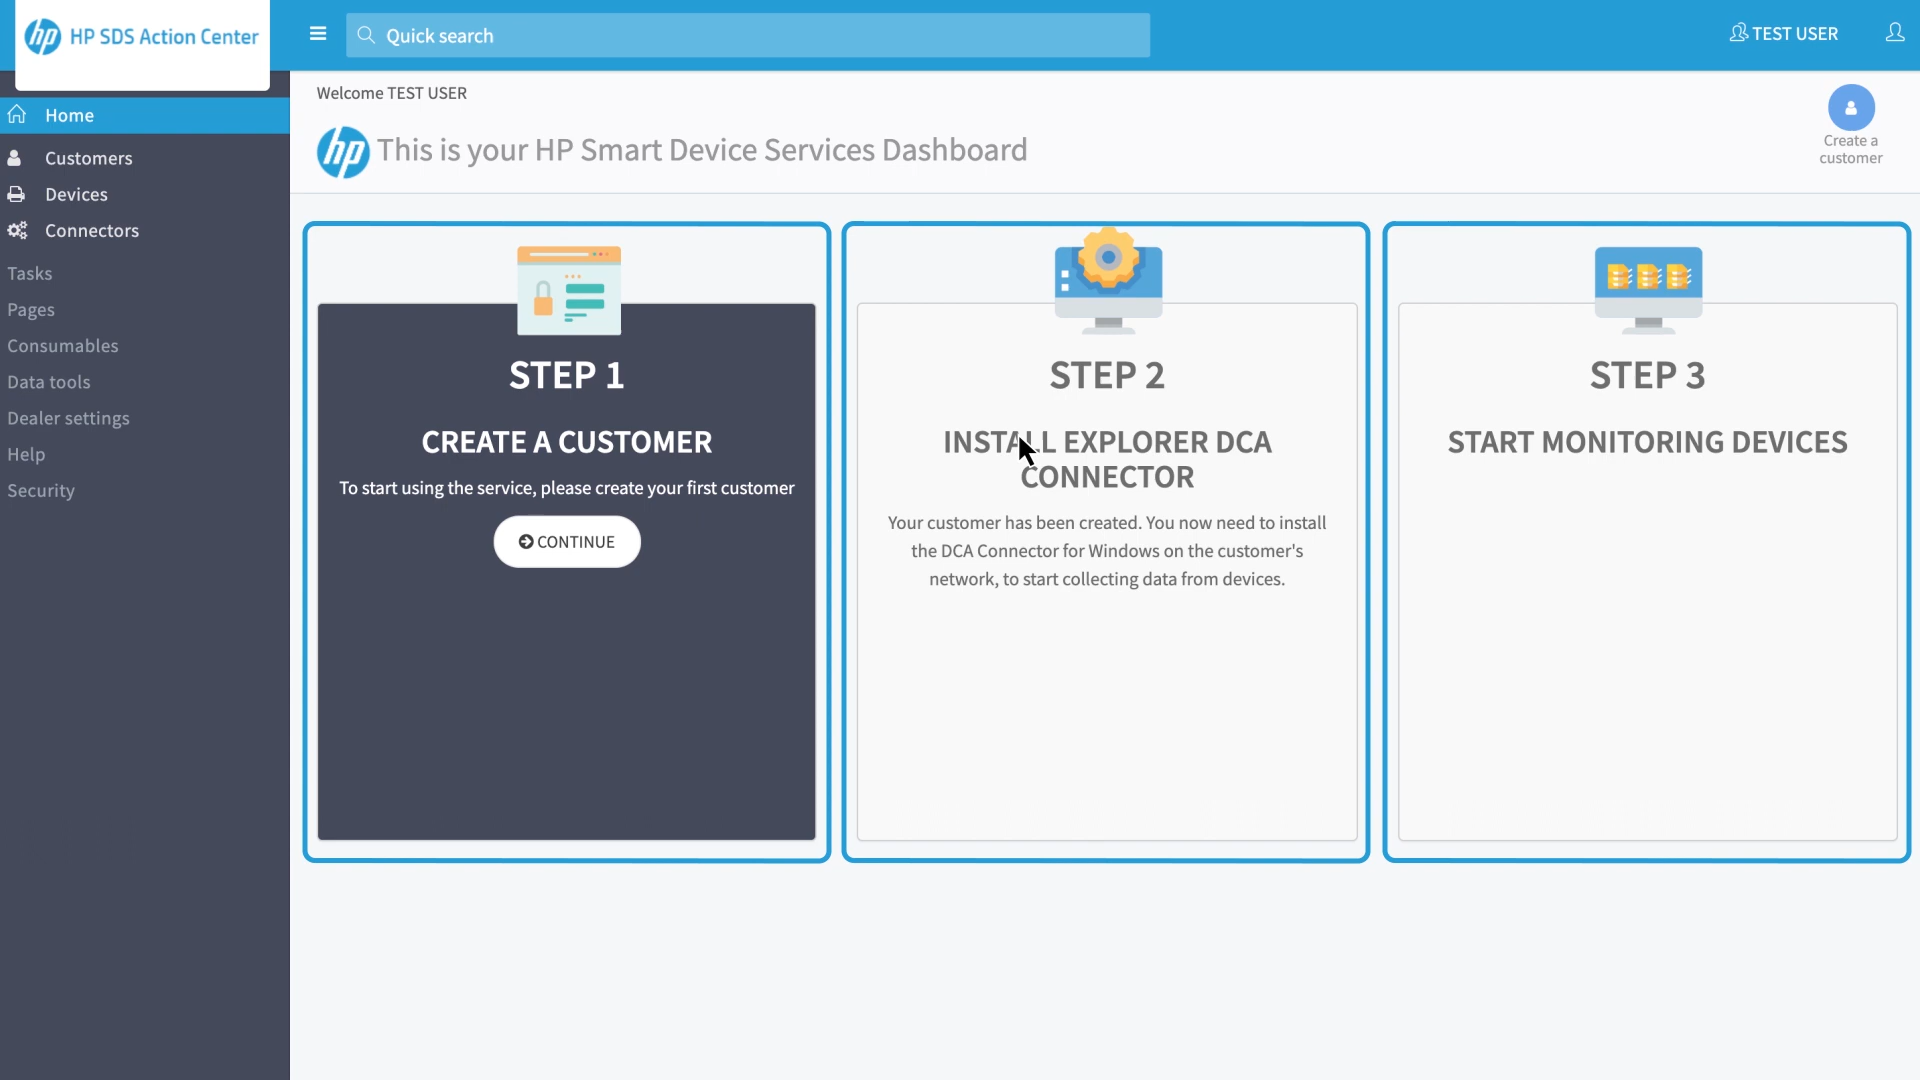 hp HP SDS Action Center
Quick search
TEST USER
Home
Customers
Devices
Connectors
Tasks
Pages
Consumables
Data tools
Dealer settings
Help
Security
Welcome TEST USER
hp This is your HP Smart Device Services Dashboard
Create a
customer
STEP 1
CREATE A CUSTOMER
To start using the service, please create your first customer
CONTINUE
STEP 2
INSTALL EXPLORER DCA
CONNECTOR
Your customer has been created. You now need to install
the DCA Connector for Windows on the customer's
network, to start collecting data from devices.
STEP 3
START MONITORING DEVICES